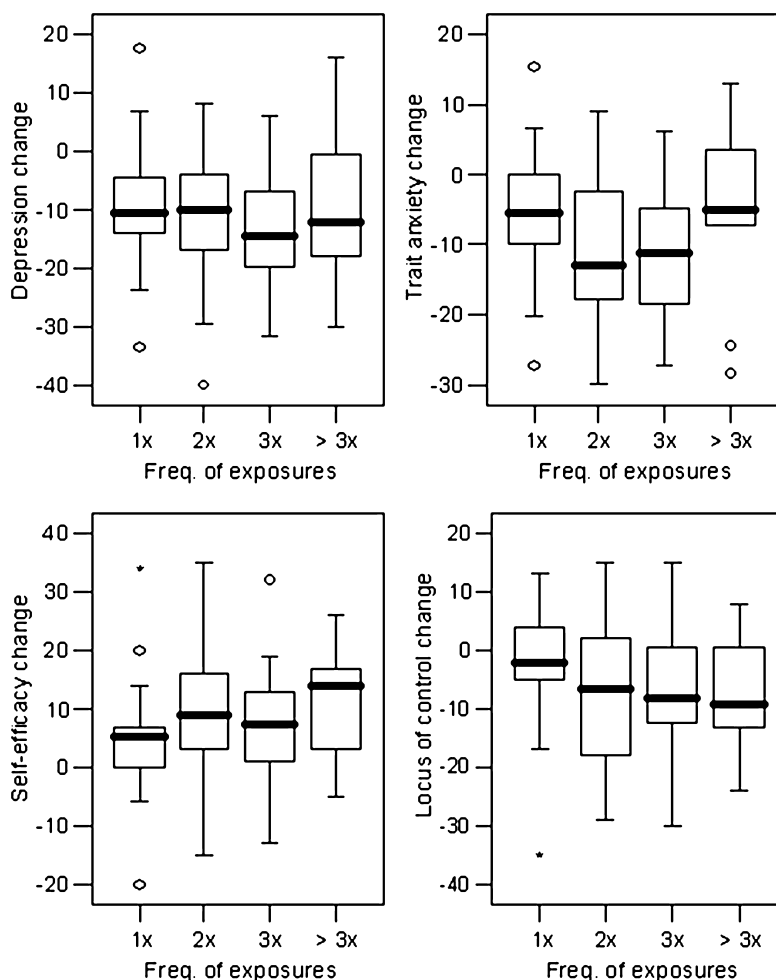 Depression change
20
10
0
-10
-20
-30
-40
1x 2x 3x > 3x
Freq. of exposures
Trait anxiety change
20
10
0
-10
-20
-30
1x 2x 3x > 3x
Freq. of exposures
Self-efficacy change
40
30
20
10
0
-10
-20
1x 2x 3x > 3x
Freq. of exposures
Locus of control change
20
10
0
-10
-20
-30
-40
1x 2x 3x > 3x
Freq. of exposures